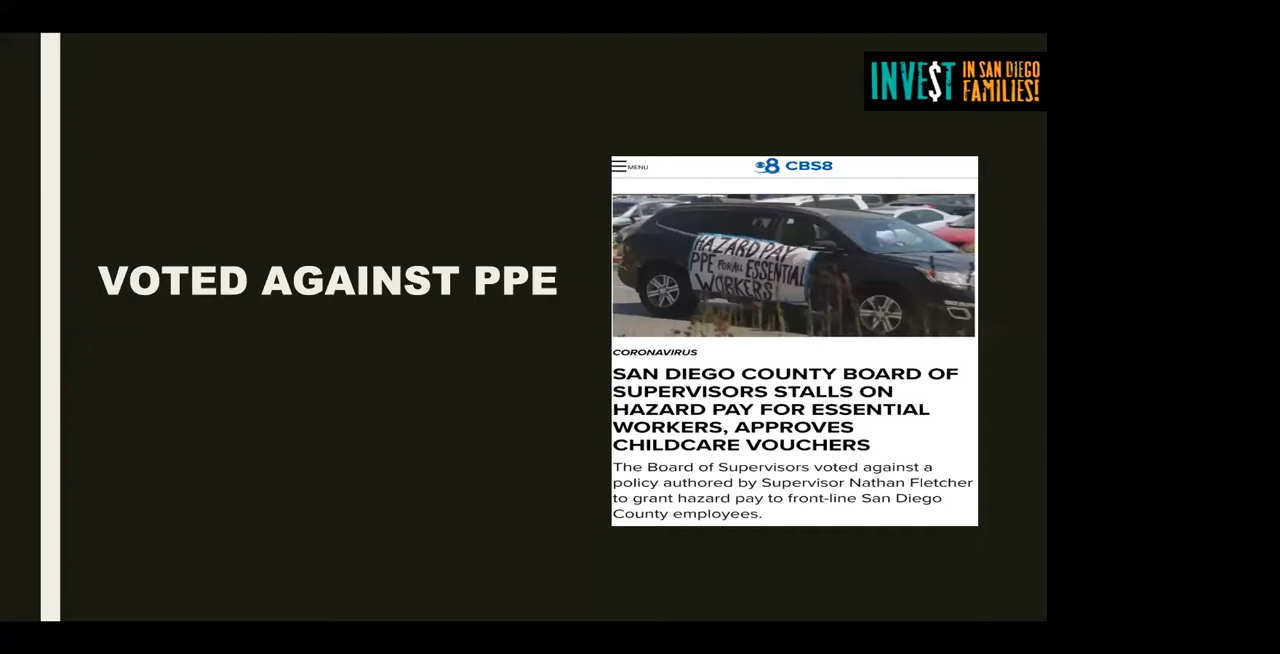 INVE$T IN SAN DIEGO
FAMILIES!
VOTED AGAINST PPE
MENU
8 CBS8
HAZARD PAY
PPE FOR ALL ESSENTIAL
WORKERS
CORONAVIRUS
SAN DIEGO COUNTY BOARD OF
SUPERVISORS STALLS ON
HAZARD PAY FOR ESSENTIAL
WORKERS, APPROVES
CHILDCARE VOUCHERS
The Board of Supervisors voted against a
policy authored by Supervisor Nathan Fletcher
to grant hazard pay to front-line San Diego
County employees.